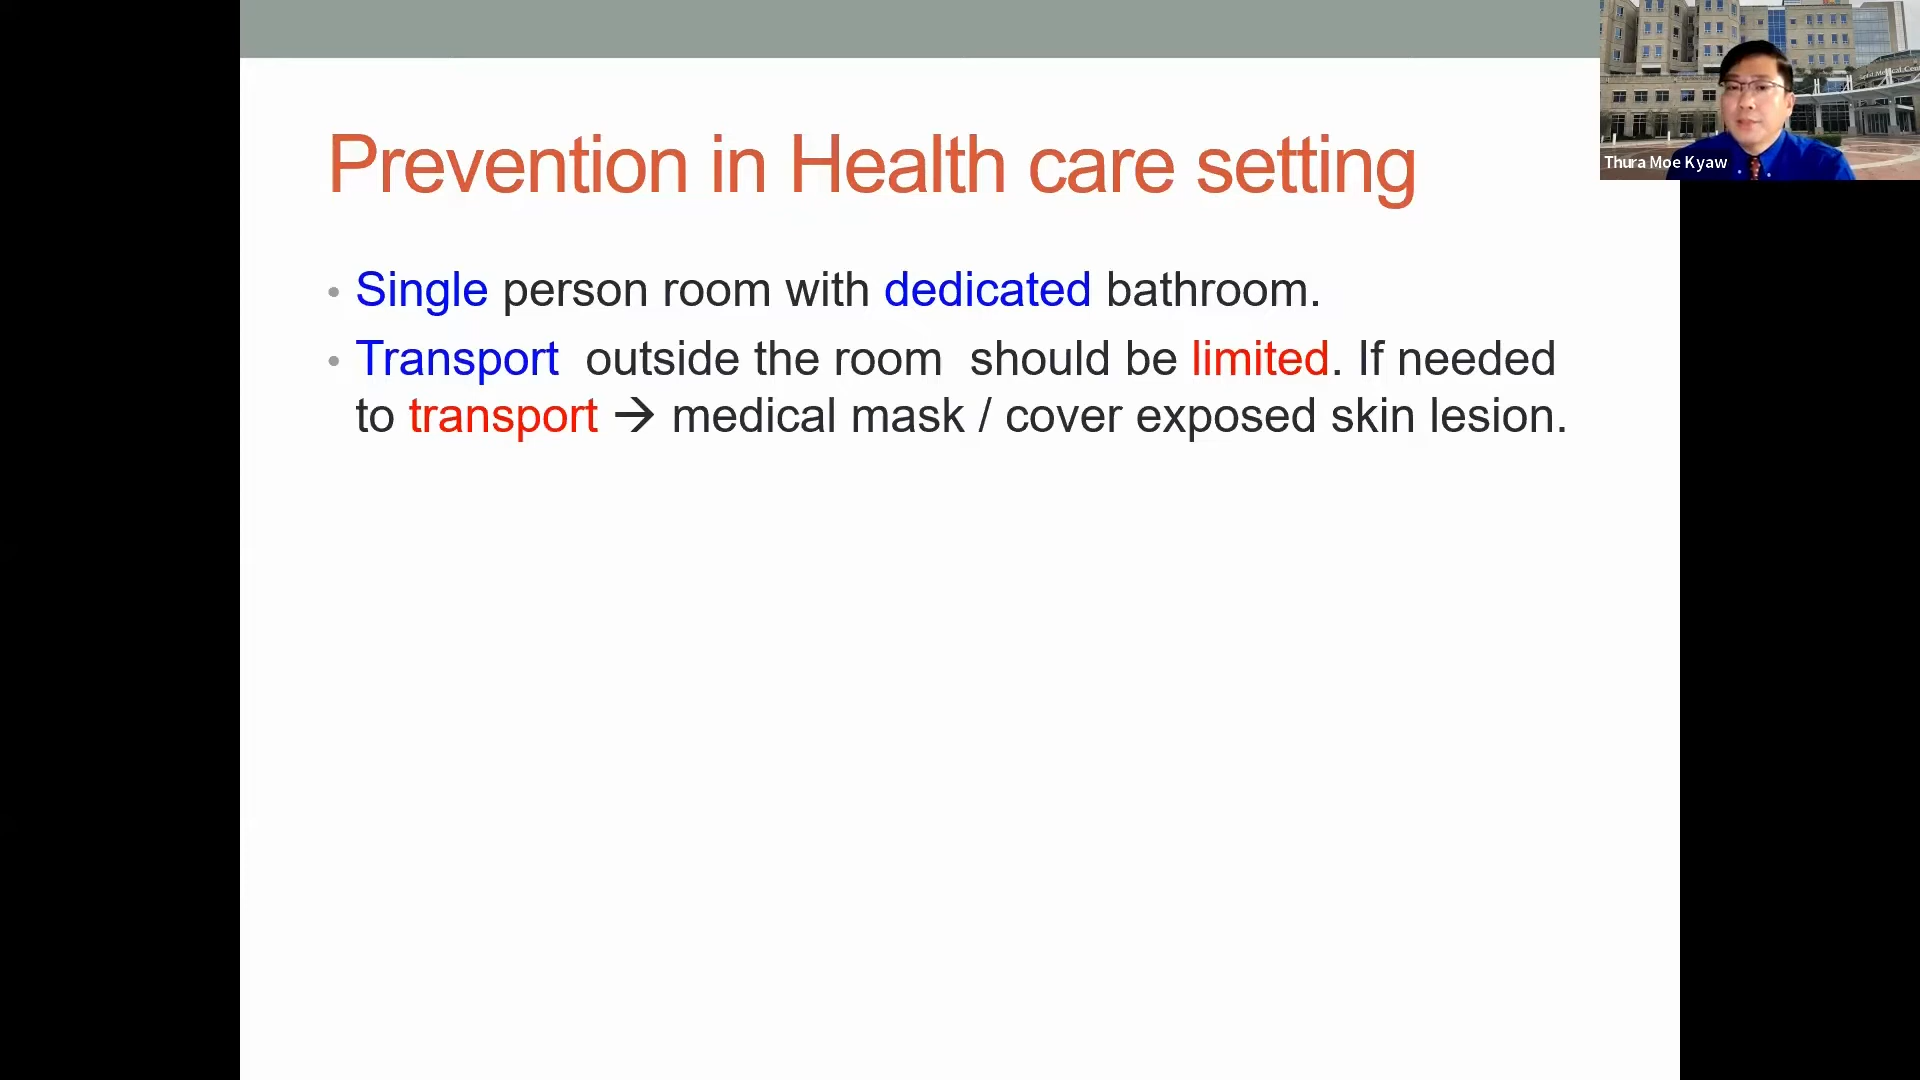 Prevention in Health care setting
• Single person room with dedicated bathroom.
• Transport outside the room should be limited. If needed
to transport → medical mask / cover exposed skin lesion.
Thura Moe Kyaw